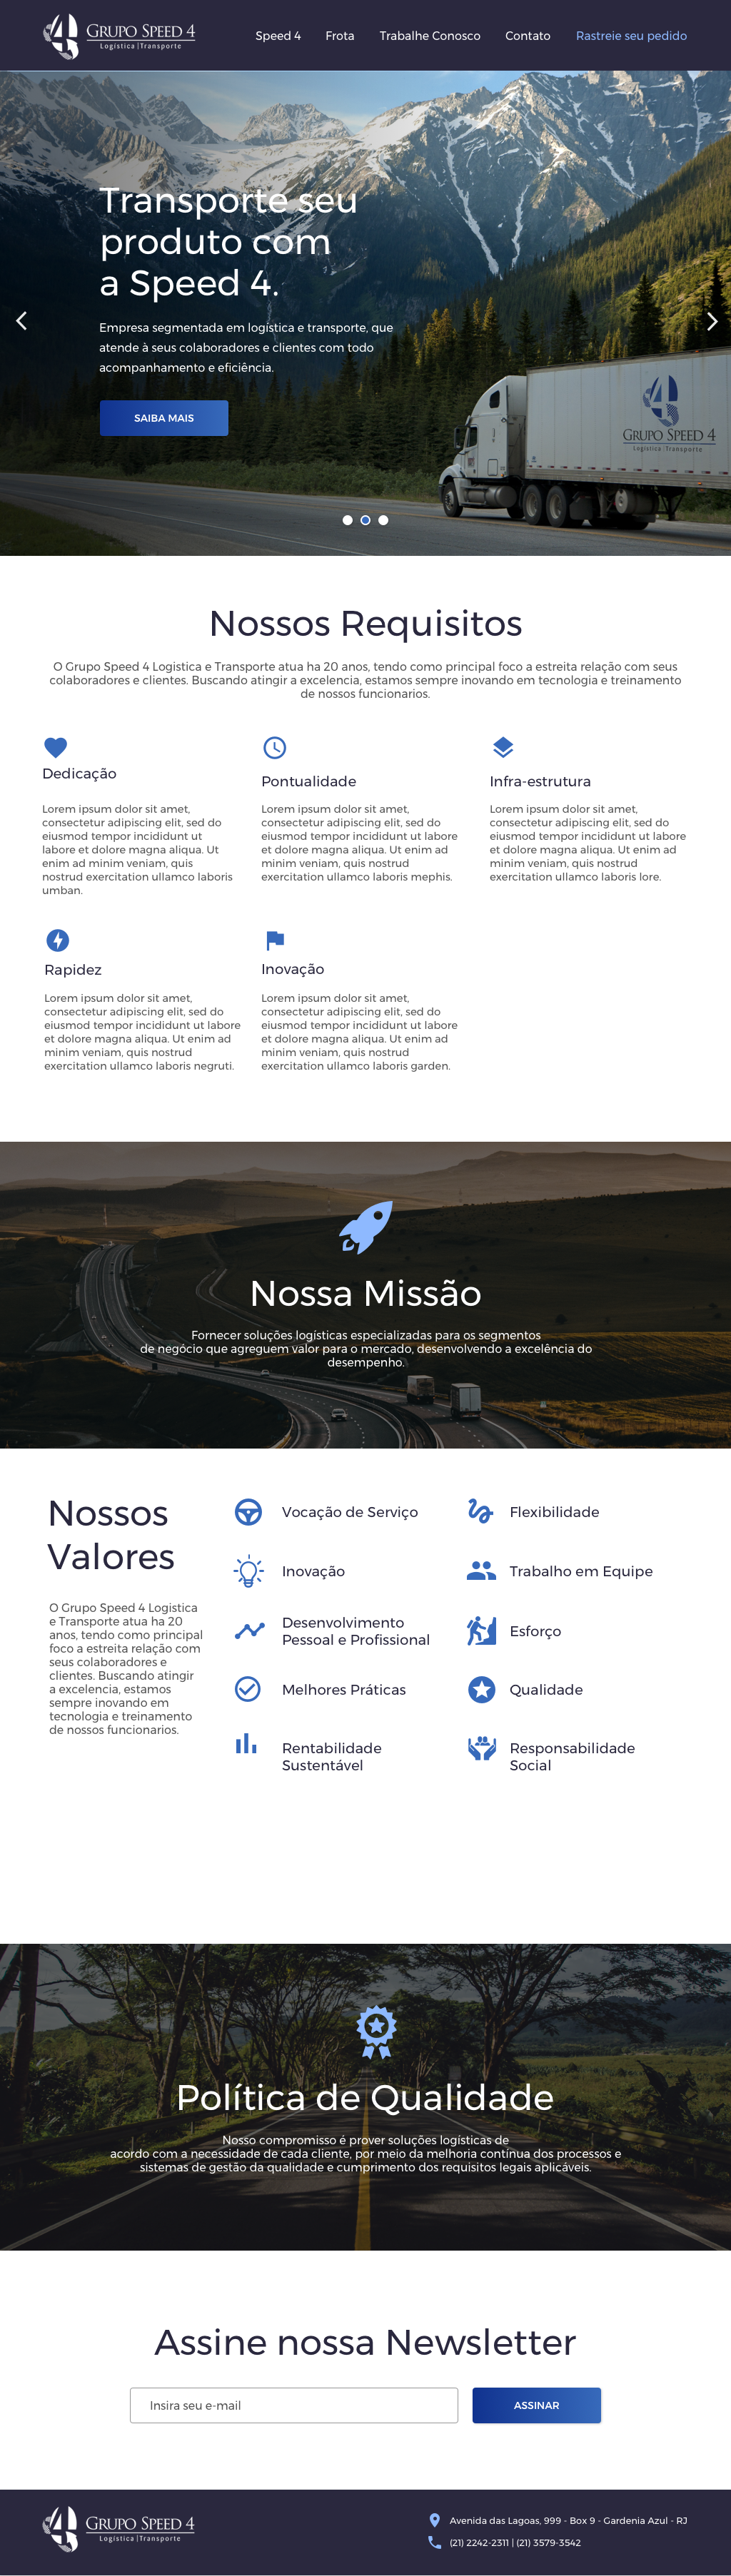 GRUPO SPEED 4
Logística | Transporte
Speed 4
Frota
Trabalhe Conosco
Contato
Rastreie seu pedido
Transporte seu
produto com
a Speed 4.
Empresa segmentada em logística e transporte, que
atende à seus colaboradores e clientes com todo
acompanhamento e eficiência.
SAIBA MAIS
GRUPO SPEED 4
Logística | Transporte
Nossos Requisitos
O Grupo Speed 4 Logistica e Transporte atua ha 20 anos, tendo como principal foco a estreita relação com seus
colaboradores e clientes. Buscando atingir a excelencia, estamos sempre inovando em tecnologia e treinamento
de nossos funcionarios.
Dedicação
Lorem ipsum dolor sit amet,
consectetur adipiscing elit, sed do
eiusmod tempor incididunt ut
labore et dolore magna aliqua. Ut
enim ad minim veniam, quis
nostrud exercitation ullamco laboris
umban.
Pontualidade
Lorem ipsum dolor sit amet,
consectetur adipiscing elit, sed do
eiusmod tempor incididunt ut labore
et dolore magna aliqua. Ut enim ad
minim veniam, quis nostrud
exercitation ullamco laboris mephis.
Infra-estrutura
Lorem ipsum dolor sit amet,
consectetur adipiscing elit, sed do
eiusmod tempor incididunt ut labore
et dolore magna aliqua. Ut enim ad
minim veniam, quis nostrud
exercitation ullamco laboris lore.
Rapidez
Lorem ipsum dolor sit amet,
consectetur adipiscing elit, sed do
eiusmod tempor incididunt ut labore
et dolore magna aliqua. Ut enim ad
minim veniam, quis nostrud
exercitation ullamco laboris negruti.
Inovação
Lorem ipsum dolor sit amet,
consectetur adipiscing elit, sed do
eiusmod tempor incididunt ut labore
et dolore magna aliqua. Ut enim ad
minim veniam, quis nostrud
exercitation ullamco laboris garden.
Nossa Missão
Fornecer soluções logísticas especializadas para os segmentos
de negócio que agreguem valor para o mercado, desenvolvendo a excelência do
desempenho.
Nossos
Valores
O Grupo Speed 4 Logistica
e Transporte atua ha 20
anos, tendo como principal
foco a estreita relação com
seus colaboradores e
clientes. Buscando atingir
a excelencia, estamos
sempre inovando em
tecnologia e treinamento
de nossos funcionarios.
Vocação de Serviço
Flexibilidade
Inovação
Trabalho em Equipe
Desenvolvimento
Pessoal e Profissional
Esforço
Melhores Práticas
Qualidade
Rentabilidade
Sustentável
Responsabilidade
Social
Política de Qualidade
Nosso compromisso é prover soluções logísticas de
acordo com a necessidade de cada cliente, por meio da melhoria contínua dos processos e
sistemas de gestão da qualidade e cumprimento dos requisitos legais aplicáveis.
Assine nossa Newsletter
Insira seu e-mail
ASSINAR
GRUPO SPEED 4
Logística | Transporte
Avenida das Lagoas, 999 - Box 9 - Gardenia Azul - RJ
(21) 2242-2311 | (21) 3579-3542